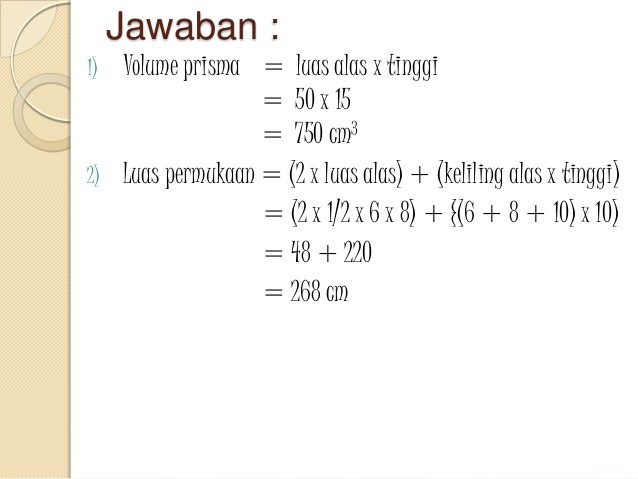 Jawaban :
1) Volume prisma = luas alas x tinggi
= 50 x 15
= 750 cm³
2) Luas permukaan = (2 x luas alas) + (keliling alas x tinggi)
= (2 x 1/2 x 6 x 8) + {(6 + 8 + 10) x 10)
= 48 + 220
= 268 cm